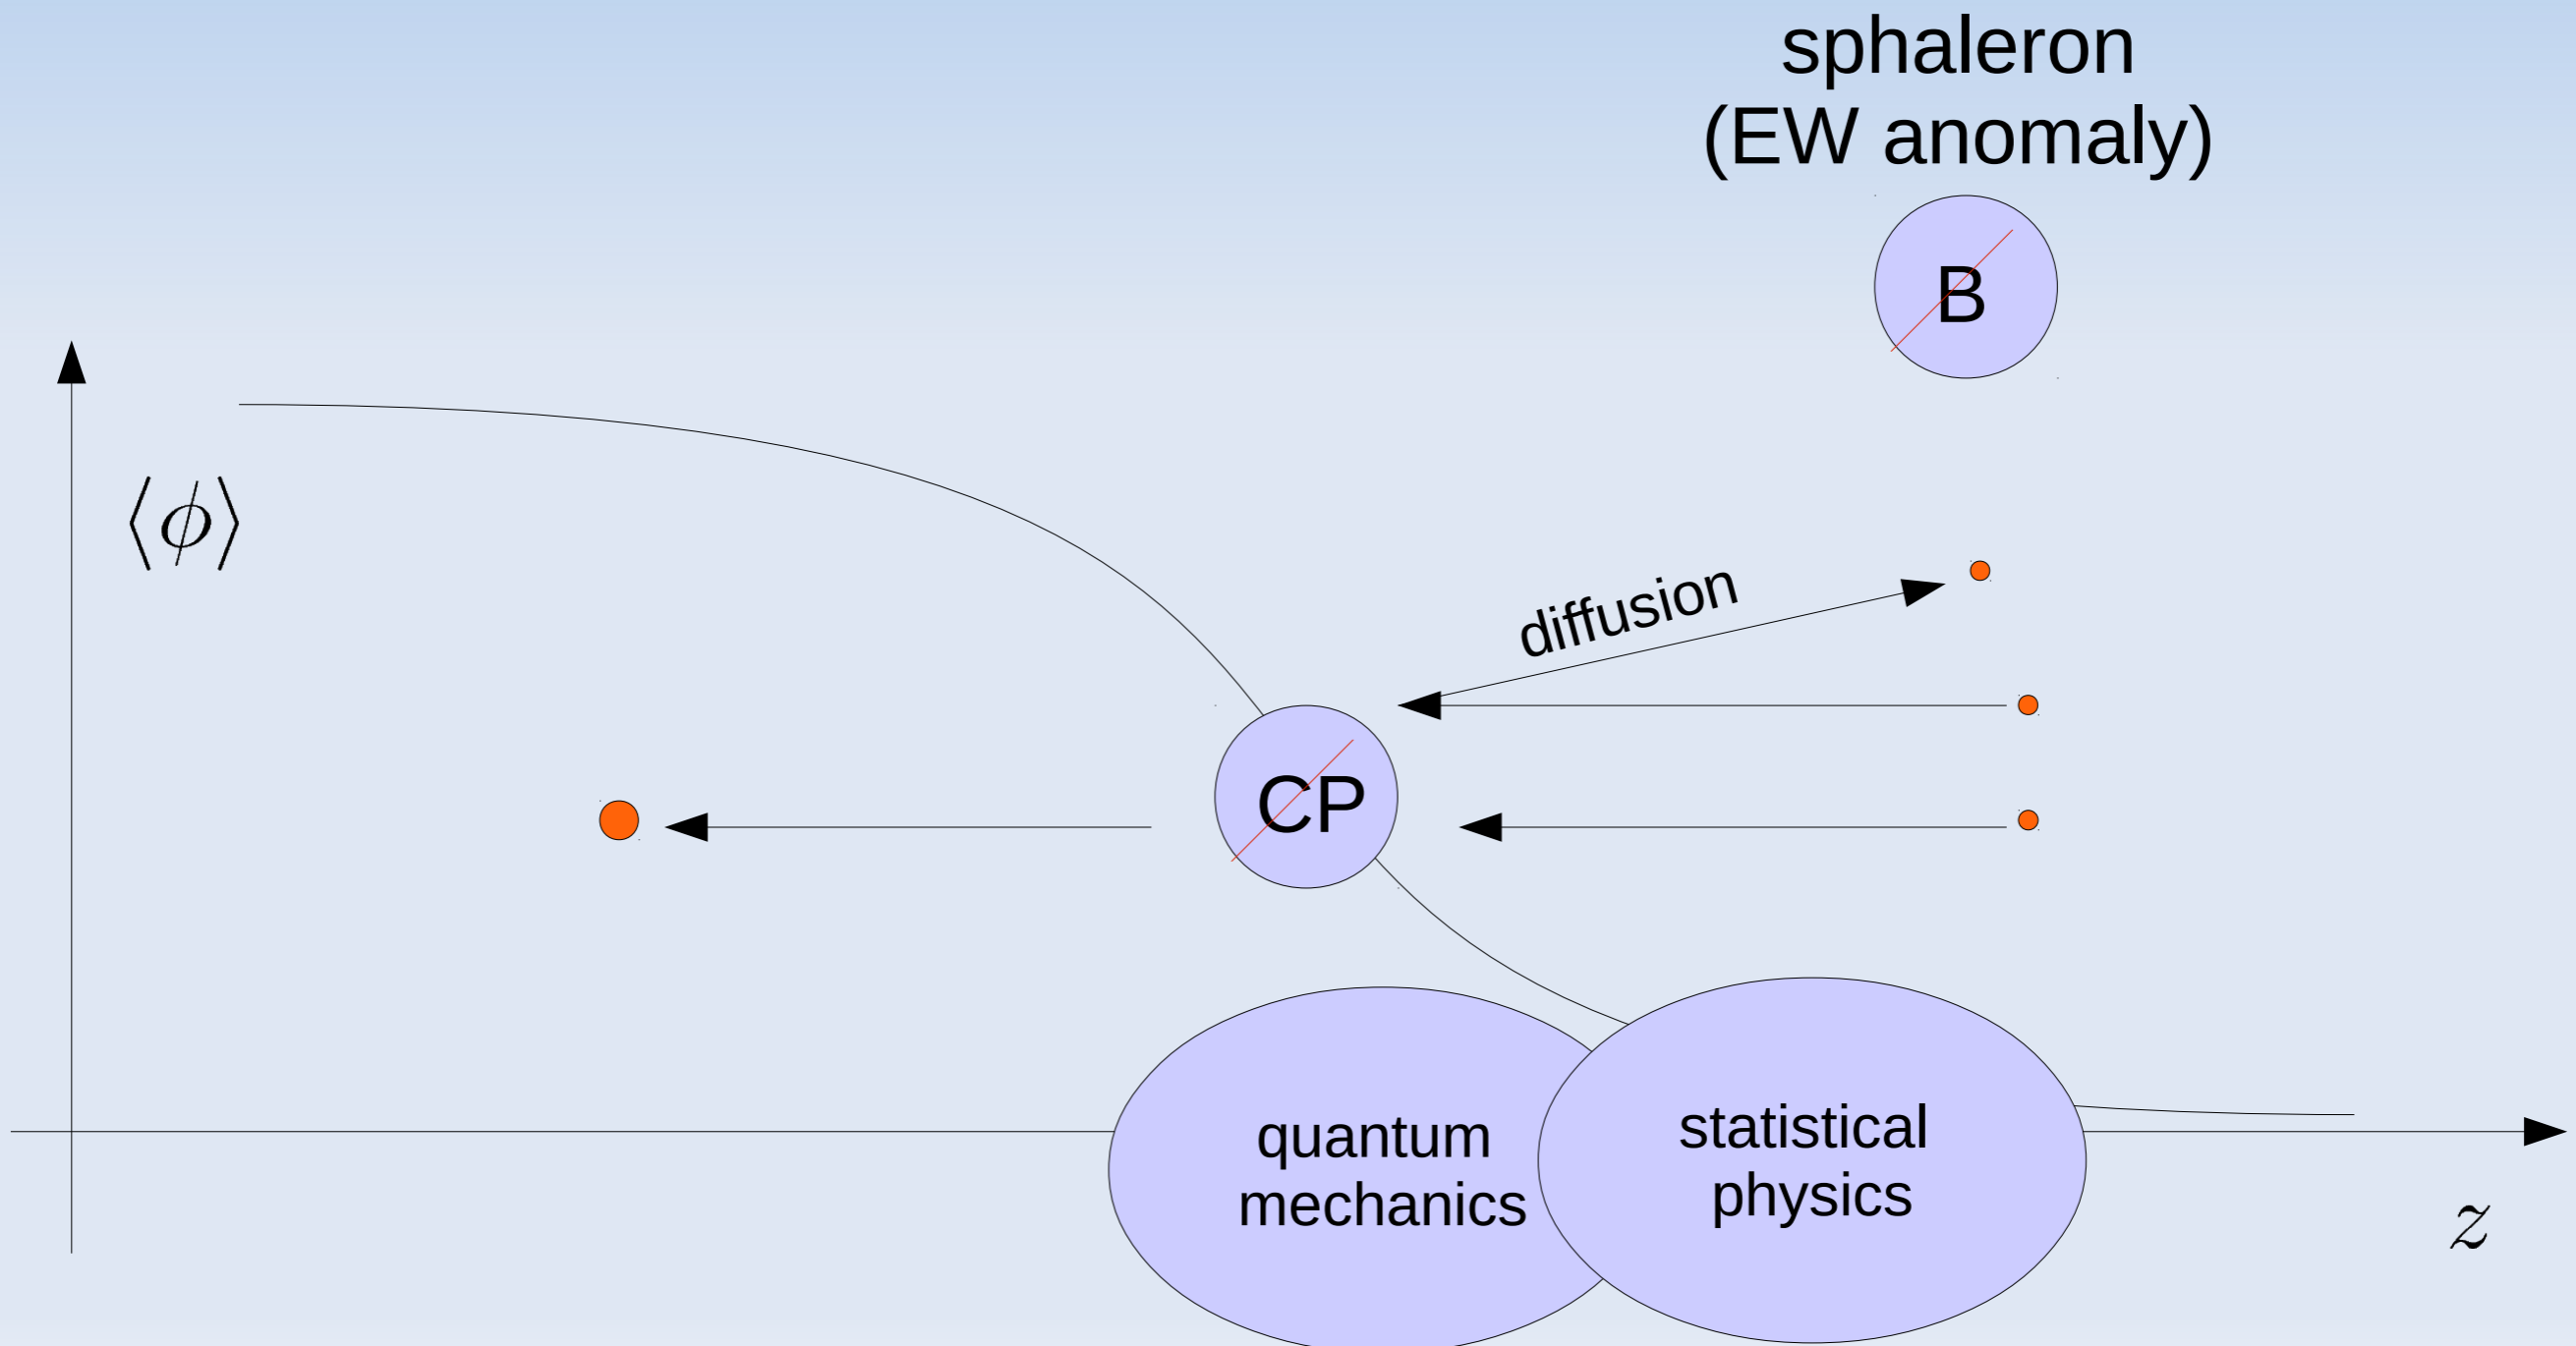 sphaleron
(EW anomaly)
B
⟨ϕ⟩
diffusion
CP
quantum
mechanics
statistical
physics
z